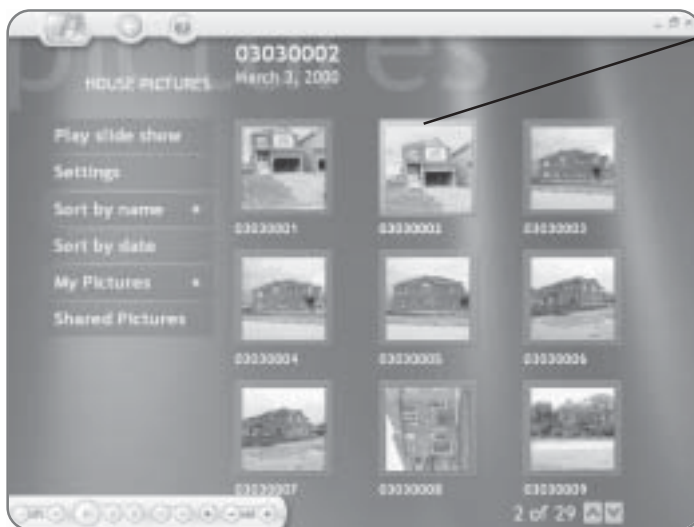 pictures
03030002
March 3, 2000
HOUSE PICTURES
Play slide show
Settings
Sort by name
Sort by date
My Pictures
Shared Pictures
03030001
03030002
03030003
03030004
03030005
03030006
03030007
03030008
03030009
2 of 29